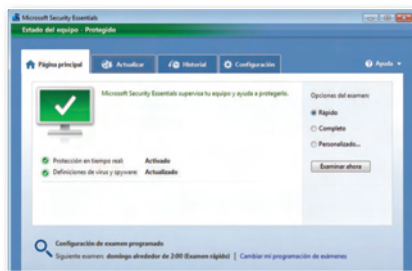 Microsoft Security Essentials
Estado del equipo - Protegido
Página principal
Actualizar
Historial
Configuración
Ayuda
Microsoft Security Essentials supervisa tu equipo y ayuda a protegerlo.
Opciones del examen:
Rápido
Completo
Personalizado...
Examinar ahora
Protección en tiempo real: Activado
Definiciones de virus y spyware: Actualizado
Configuración de examen programado
Siguiente examen: domingo alrededor de 2:00 (Examen rápido) | Cambiar mi programación de exámenes